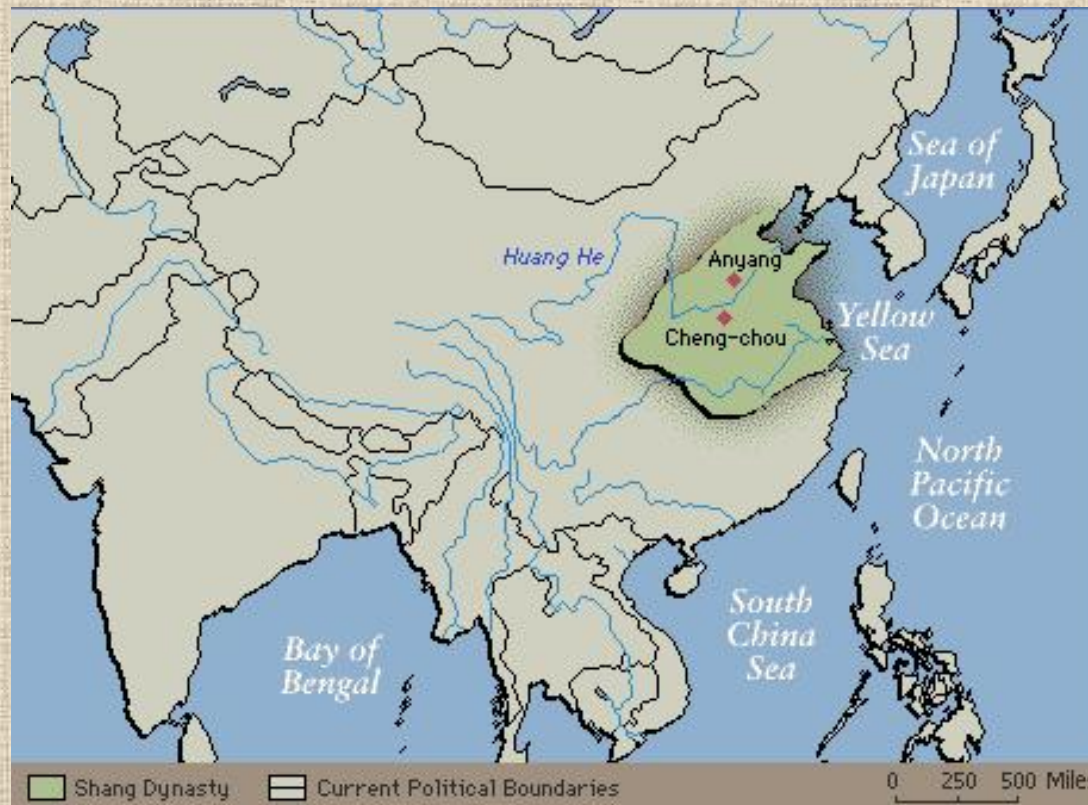 Sea of
Japan
Huang He
Anyang
Cheng-chou
Yellow
Sea
North
Pacific
Ocean
South
China
Sea
Bay of
Bengal
Shang Dynasty
Current Political Boundaries
0 250 500 Mile